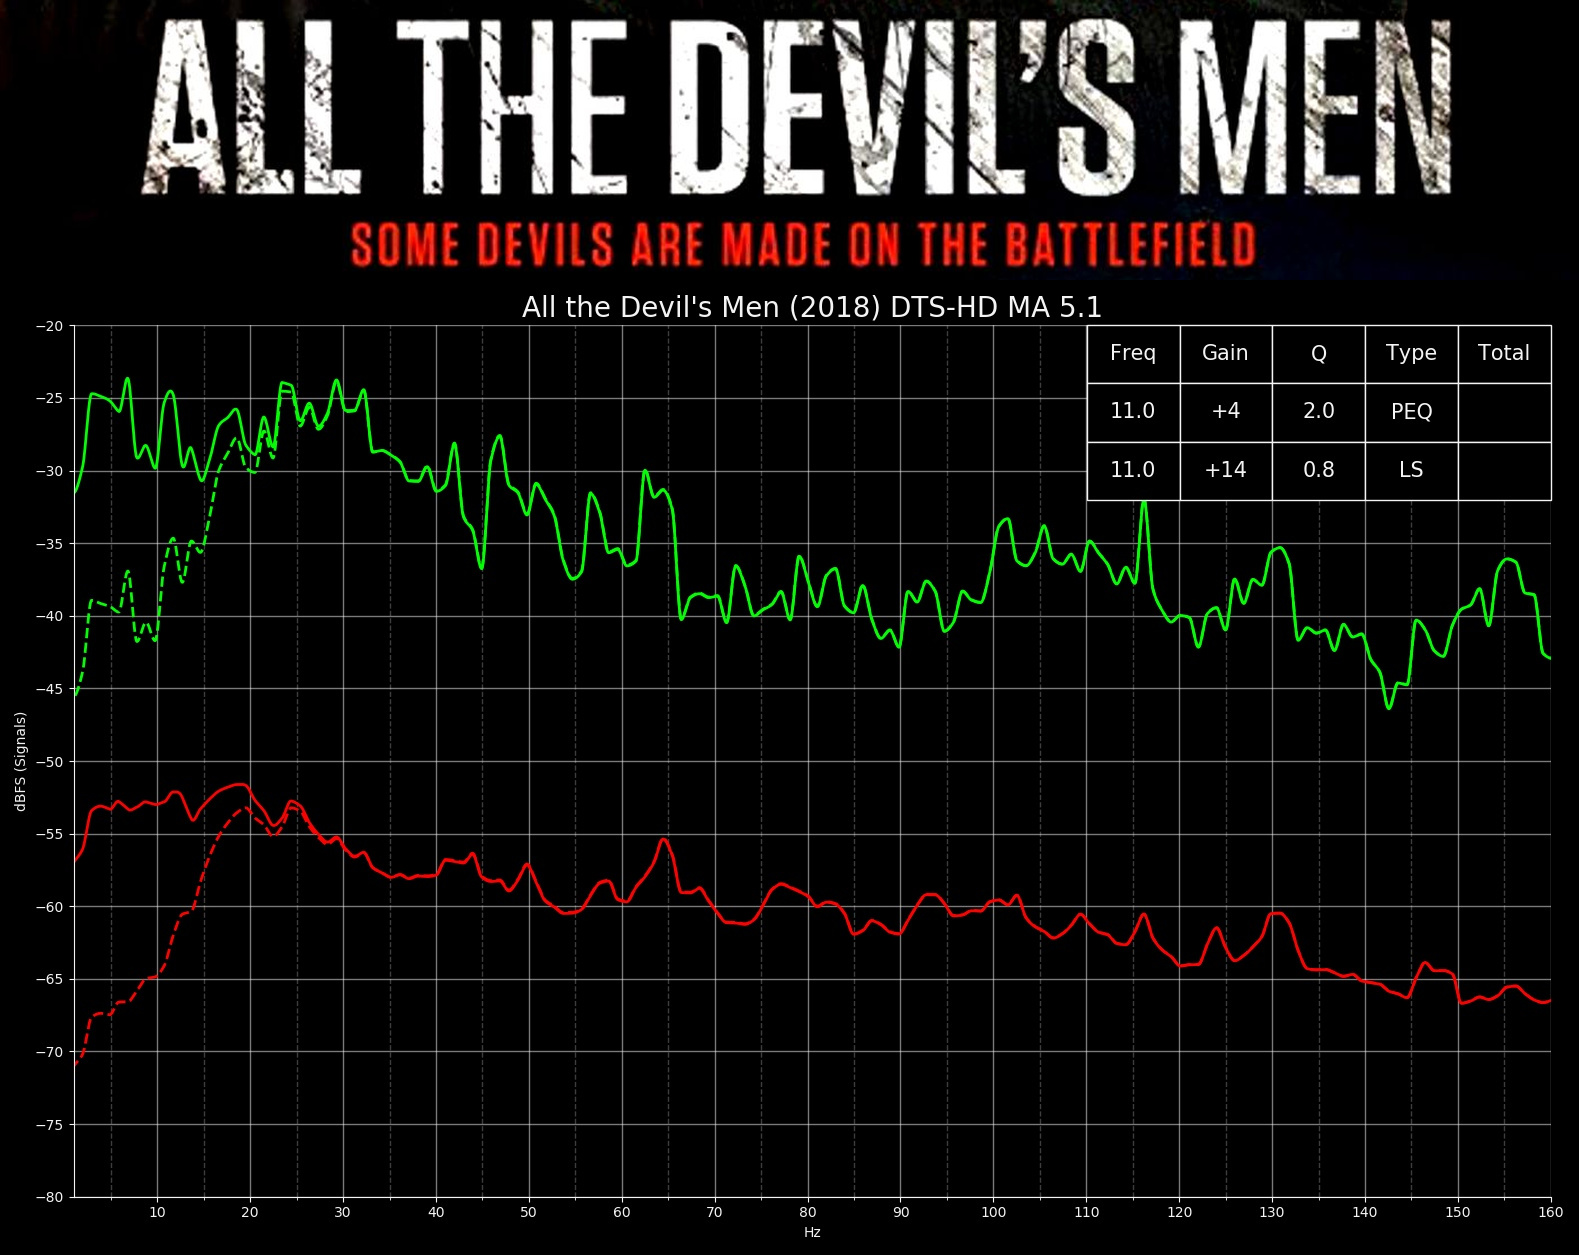 ALL THE DEVIL'S MEN
SOME DEVILS ARE MADE ON THE BATTLEFIELD
All the Devil's Men (2018) DTS-HD MA 5.1
Freq Gain Q Type Total
11.0 +4 2.0 PEQ
11.0 +14 0.8 LS
−20
−25
−30
−35
−40
−45
−50
−55
−60
−65
−70
−75
−80
dBFS (Signals)
10 20 30 40 50 60 70 80 90 100 110 120 130 140 150 160
Hz